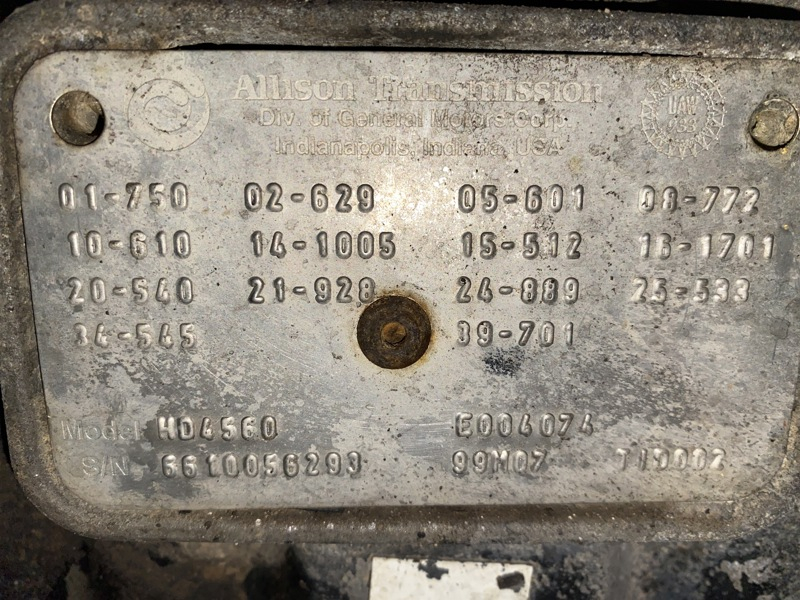 Allison Transmission
Div. of General Motors Corp.
Indianapolis, Indiana, USA
UAW
933
01-750 02-629 05-601 08-772
10-610 14-1005 15-512 16-1701
20-540 21-928 24-889 25-533
34-545 39-701
Model HD4560 E004074
S/N 6610056293 99M07 TID002